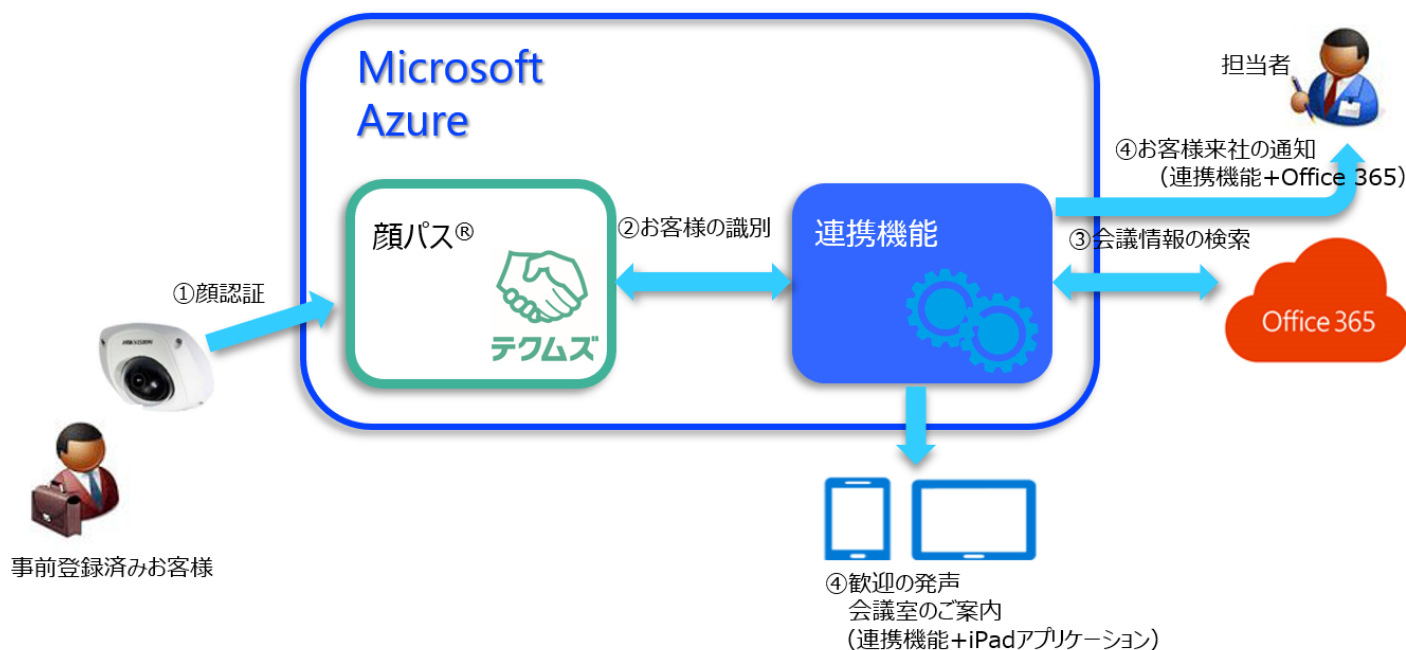 Microsoft
Azure
担当者
④お客様来社の通知
（連携機能+Office 365）
顔パス®
②お客様の識別
連携機能
③会議情報の検索
①顔認証
テクムズ
Office 365
HIKVISION
事前登録済みお客様
④歓迎の発声
会議室のご案内
（連携機能+iPadアプリケーション）